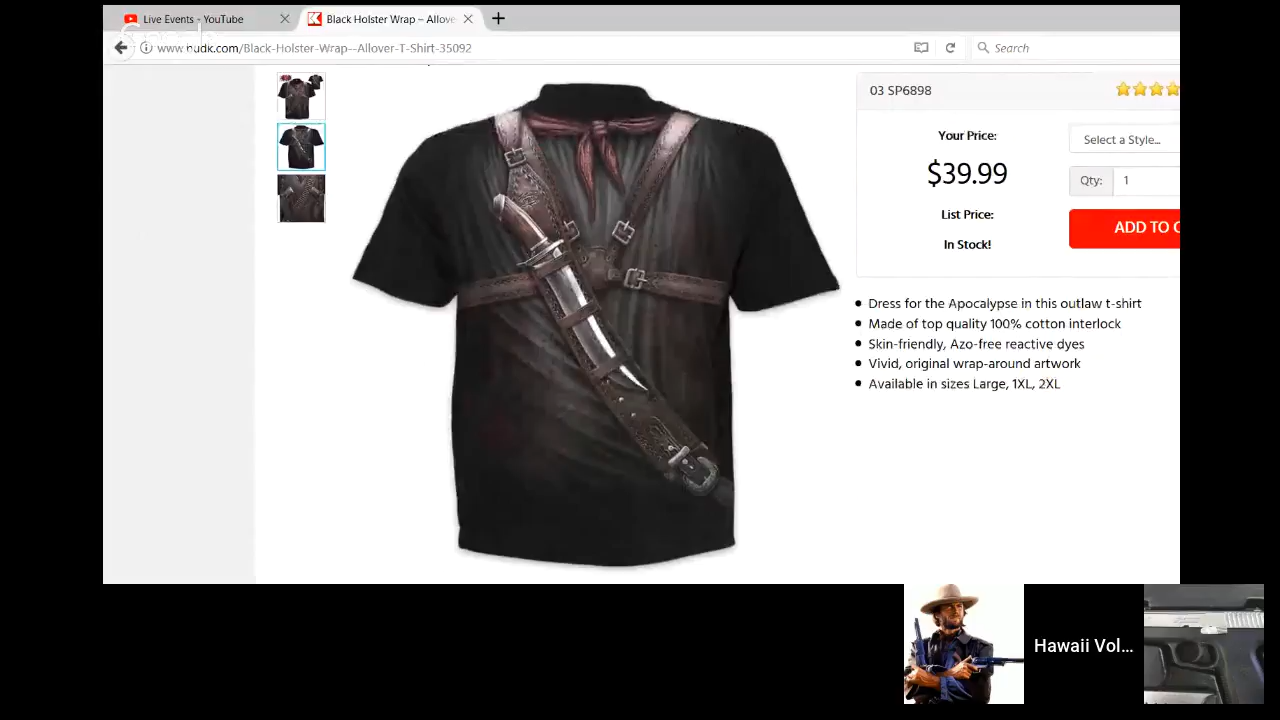 Live Events - YouTube
Black Holster Wrap – Allove
www.budk.com/Black-Holster-Wrap--Allover-T-Shirt-35092
Search
03 SP6898
Your Price:
Select a Style...
$39.99
Qty:
1
List Price:
ADD TO C
In Stock!
Dress for the Apocalypse in this outlaw t-shirt
Made of top quality 100% cotton interlock
Skin-friendly, Azo-free reactive dyes
Vivid, original wrap-around artwork
Available in sizes Large, 1XL, 2XL
Hawaii Vol...